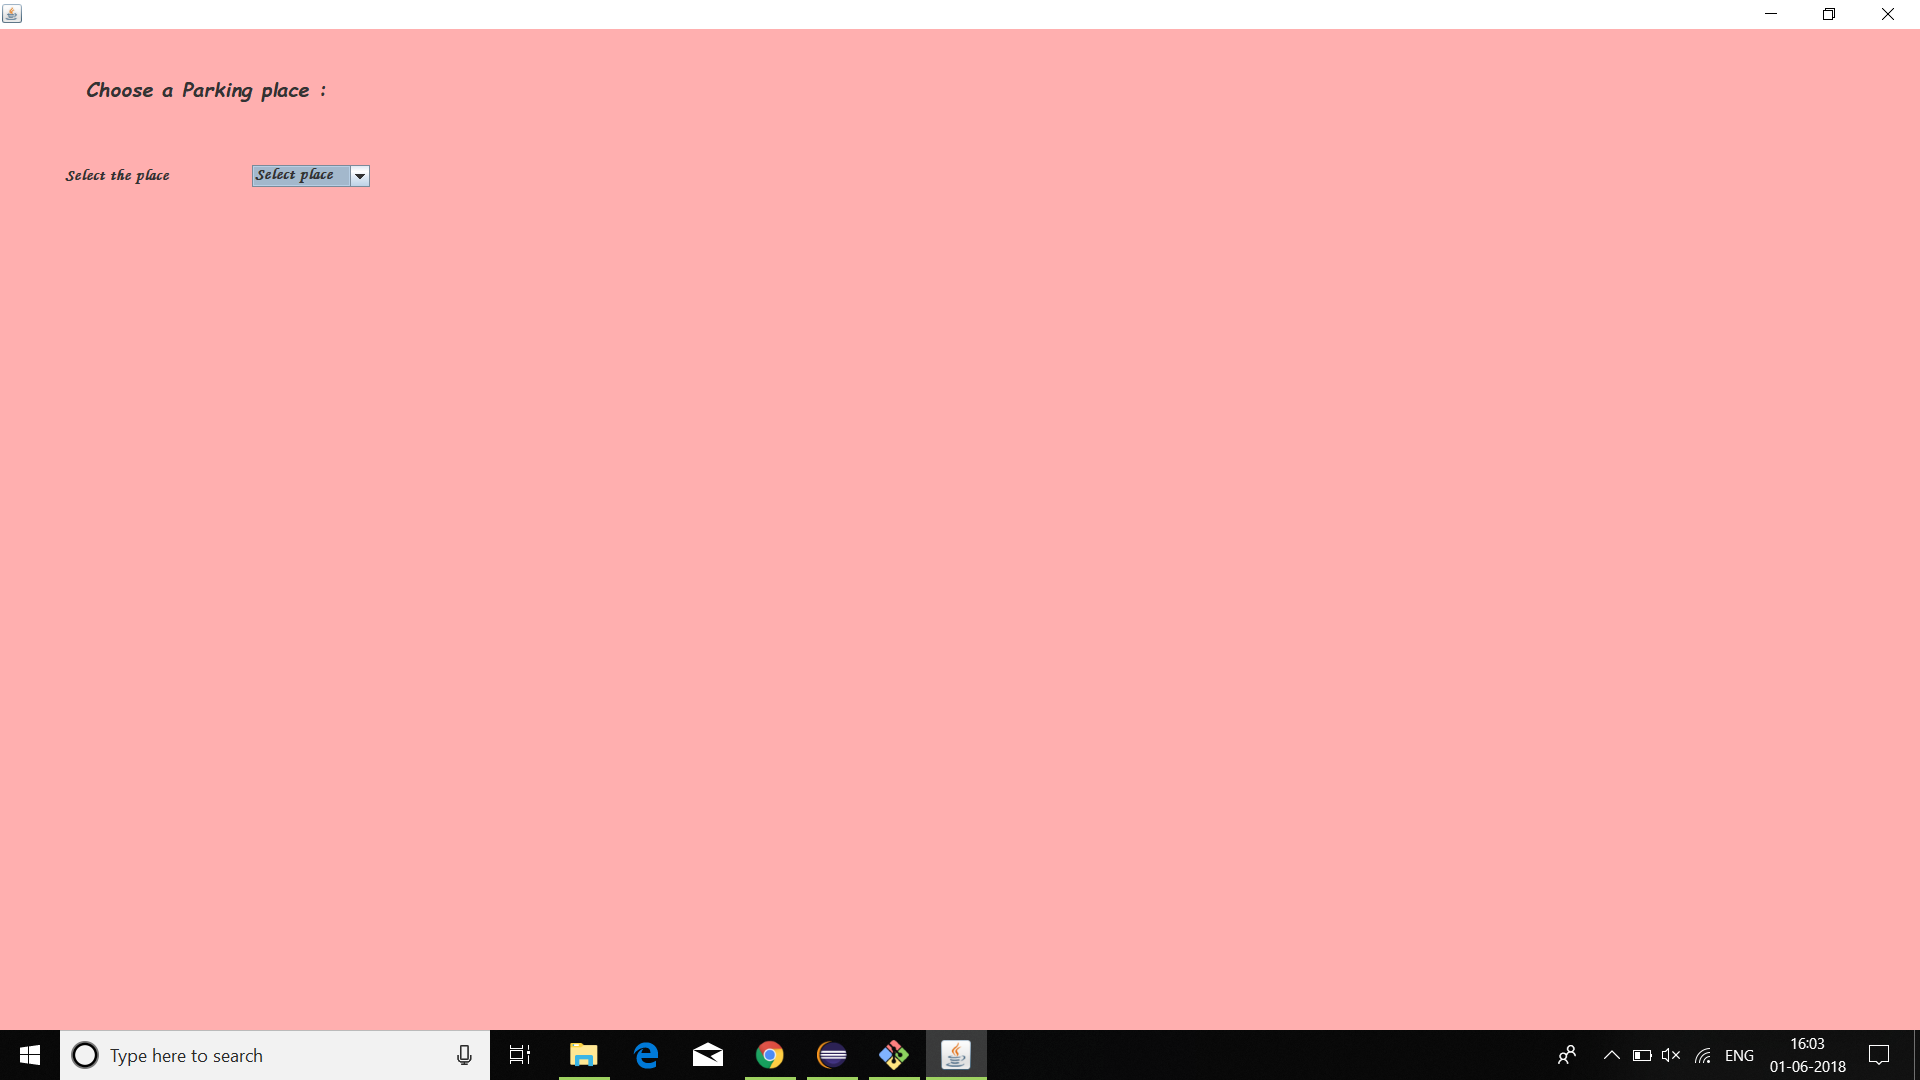 Choose a Parking place :
Select the place
Select place
Type here to search
ENG
16:03
01-06-2018